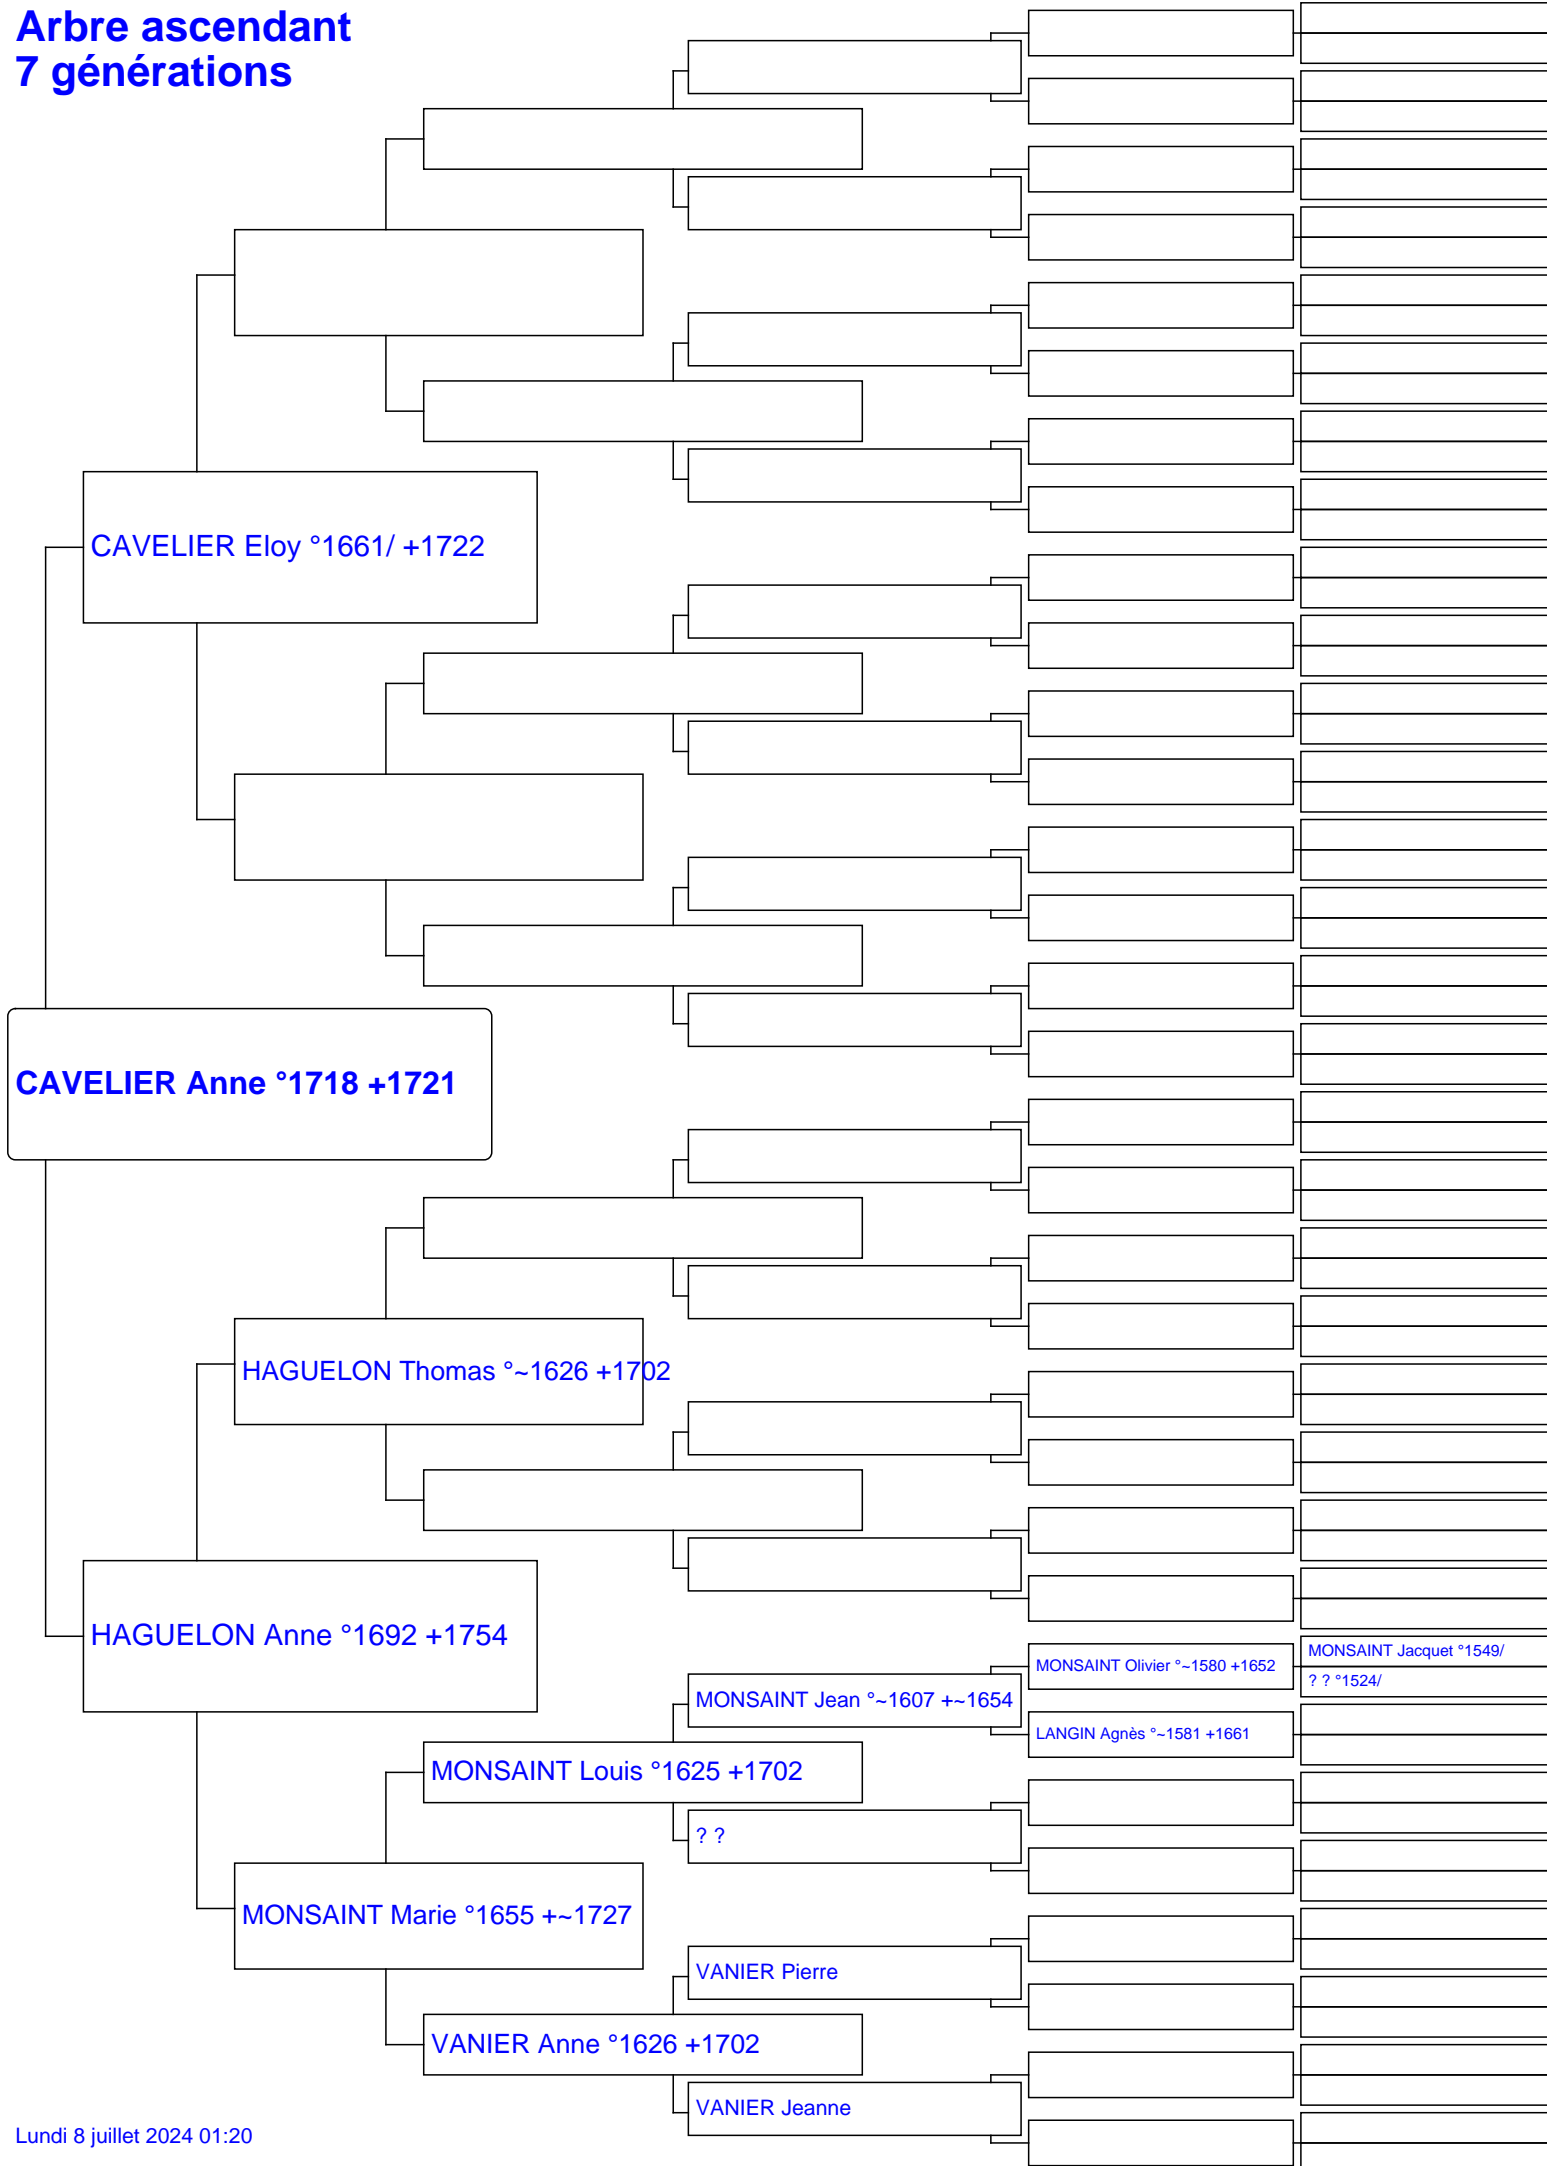 Arbre ascendant
7 générations
CAVELIER Eloy °1661/ +1722
CAVELIER Anne °1718 +1721
HAGUELON Thomas °~1626 +1702
HAGUELON Anne °1692 +1754
MONSAINT Jacquet °1549/
MONSAINT Olivier °~1580 +1652
? ? °1524/
MONSAINT Jean °~1607 +~1654
LANGIN Agnès °~1581 +1661
MONSAINT Louis °1625 +1702
? ?
MONSAINT Marie °1655 +~1727
VANIER Pierre
VANIER Anne °1626 +1702
VANIER Jeanne
Lundi 8 juillet 2024 01:20